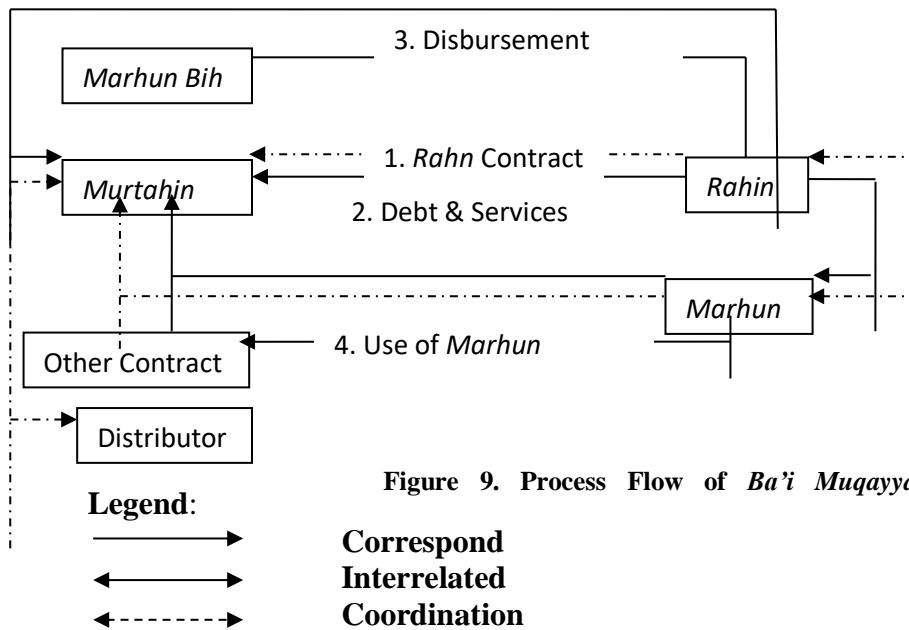 3. Disbursement
Marhun Bih
1. Rahn Contract
Murtahin
Rahin
2. Debt & Services
Marhun
4. Use of Marhun
Other Contract
Distributor
Figure 9. Process Flow of Ba’i
Legend:
Correspond
Interrelated
Coordination